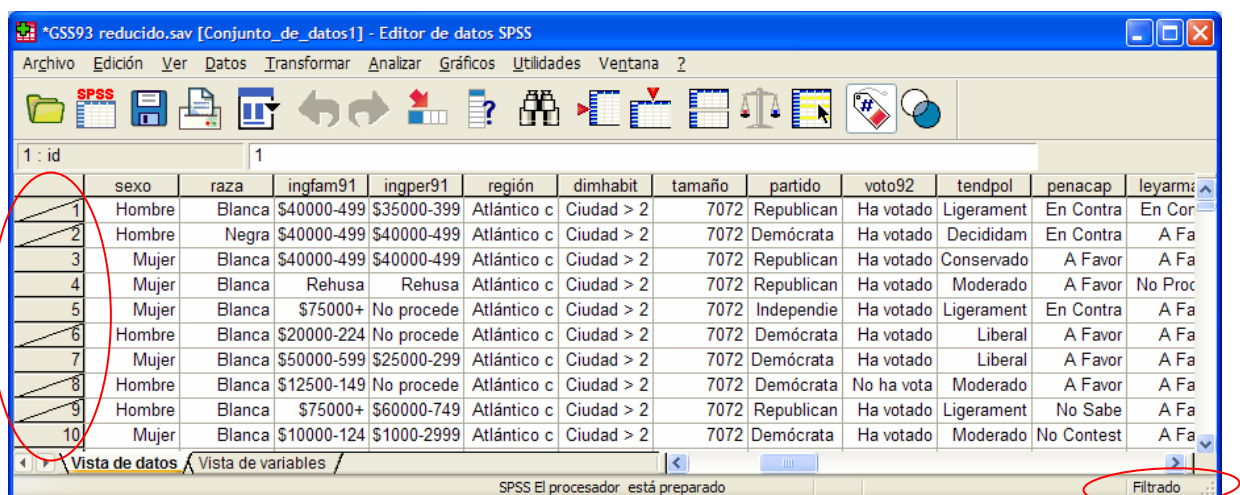 *GSS93 reducido.sav [Conjunto_de_datos1] - Editor de datos SPSS
Archivo Edición Ver Datos Transformar Analizar Gráficos Utilidades Ventana ?
SPSS
1 : id 1
sexo raza ingfam91 ingper91 región dimhabit tamaño partido voto92 tendpol penacap leyarma
1 Hombre Blanca $40000-499 $35000-399 Atlántico c Ciudad > 2 7072 Republican Ha votado Ligerament En Contra En Con
2 Hombre Negra $40000-499 $40000-499 Atlántico c Ciudad > 2 7072 Demócrata Ha votado Decididam En Contra A Fa
3 Mujer Blanca $40000-499 $40000-499 Atlántico c Ciudad > 2 7072 Republican Ha votado Conservado A Favor A Fa
4 Mujer Blanca Rehusa Rehusa Atlántico c Ciudad > 2 7072 Republican Ha votado Moderado A Favor No Proc
5 Mujer Blanca $75000+ No procede Atlántico c Ciudad > 2 7072 Independie Ha votado Ligerament En Contra A Fa
6 Hombre Blanca $20000-224 No procede Atlántico c Ciudad > 2 7072 Demócrata Ha votado Liberal A Favor A Fa
7 Mujer Blanca $50000-599 $25000-299 Atlántico c Ciudad > 2 7072 Demócrata Ha votado Liberal A Favor A Fa
8 Hombre Blanca $12500-149 No procede Atlántico c Ciudad > 2 7072 Demócrata No ha vota Moderado A Favor A Fa
9 Hombre Blanca $75000+ $60000-749 Atlántico c Ciudad > 2 7072 Republican Ha votado Ligerament No Sabe A Fa
10 Mujer Blanca $10000-124 $1000-2999 Atlántico c Ciudad > 2 7072 Demócrata Ha votado Moderado No Contest A Fa
Vista de datos Vista de variables
SPSS El procesador está preparado Filtrado